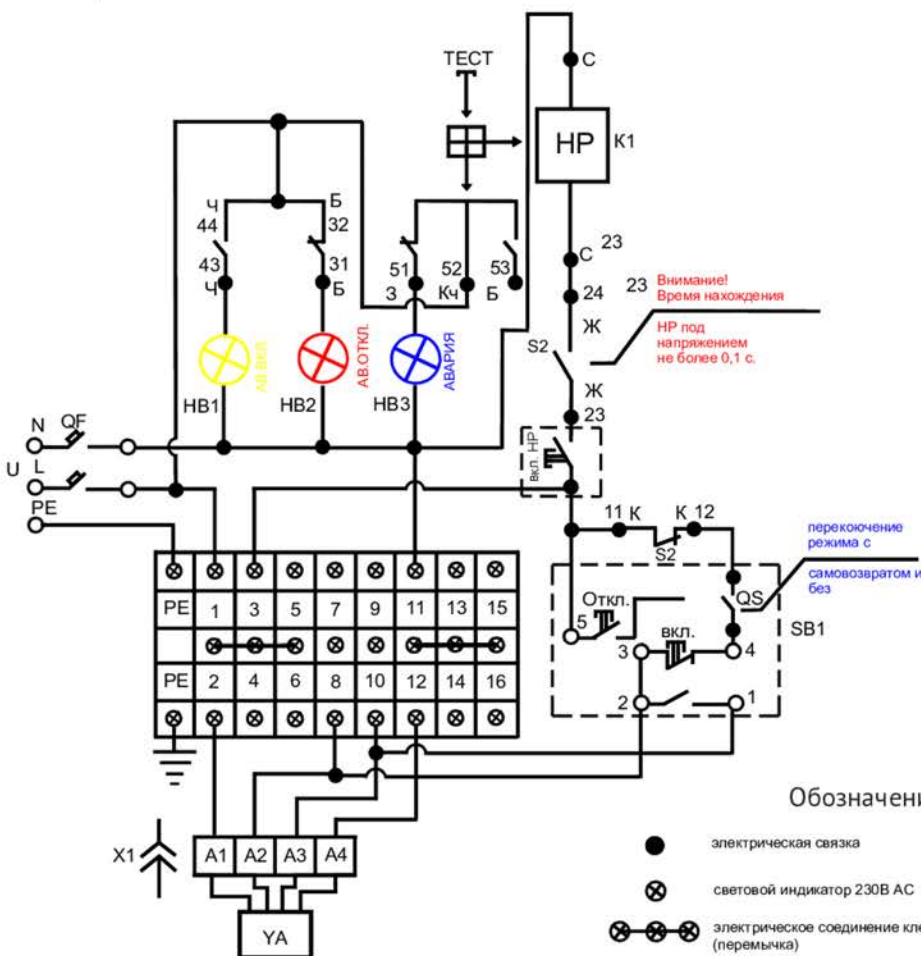 ТЕСТ
С
НР
К1
Ч
Б
44
32
43
31
Ч
Б
51
52
53
З
Кч
Б
С
23
24
23
Внимание!
Время нахождения
НР под
напряжением
не более 0,1 с.
Ж
S2
Ж
23
АВ.ВКЛ
АВ.ОТКЛ.
АВАРИЯ
НВ1
НВ2
НВ3
вкл. НР
N
QF
U
L
PE
11
К
К
12
S2
перекоючение
режима с
самовозвратом и
без
PE
1
3
5
7
9
11
13
15
PE
2
4
6
8
10
12
14
16
Откл.
QS
5
SB1
3
вкл.
4
2
1
X1
A1
A2
A3
A4
YA
Обозначени
электрическая связка
световой индикатор 230В AC
электрическое соединение кле
(перемычка)